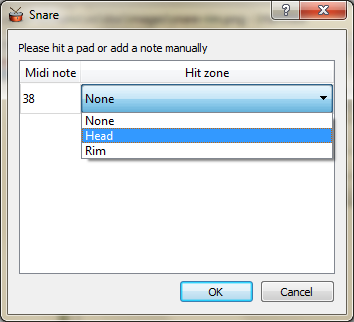 Snare
Please hit a pad or add a note manually
Midi note Hit zone
38 None
None
Head
Rim
OK Cancel